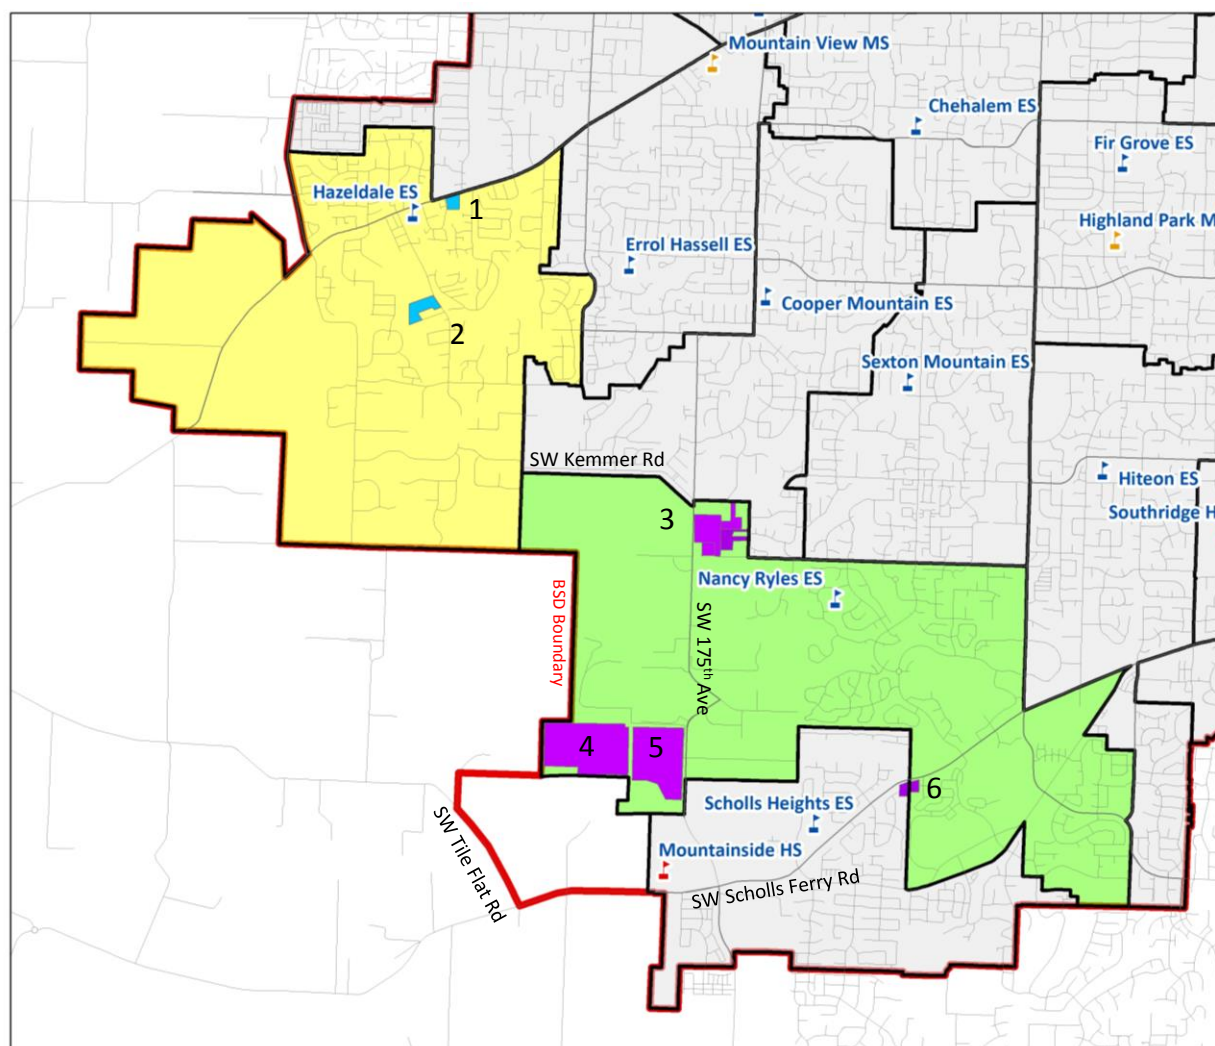 Mountain View MS
Chehalem ES
Fir Grove ES
Hazeldale ES
1
Highland Park M
Errol Hassell ES
Cooper Mountain ES
2
Sexton Mountain ES
SW Kemmer Rd
Hiteon ES
Southridge H
3
Nancy Ryles ES
BSD Boundary
SW 175th Ave
4
5
6
Scholls Heights ES
SW Tile Flat Rd
Mountainside HS
SW Scholls Ferry Rd